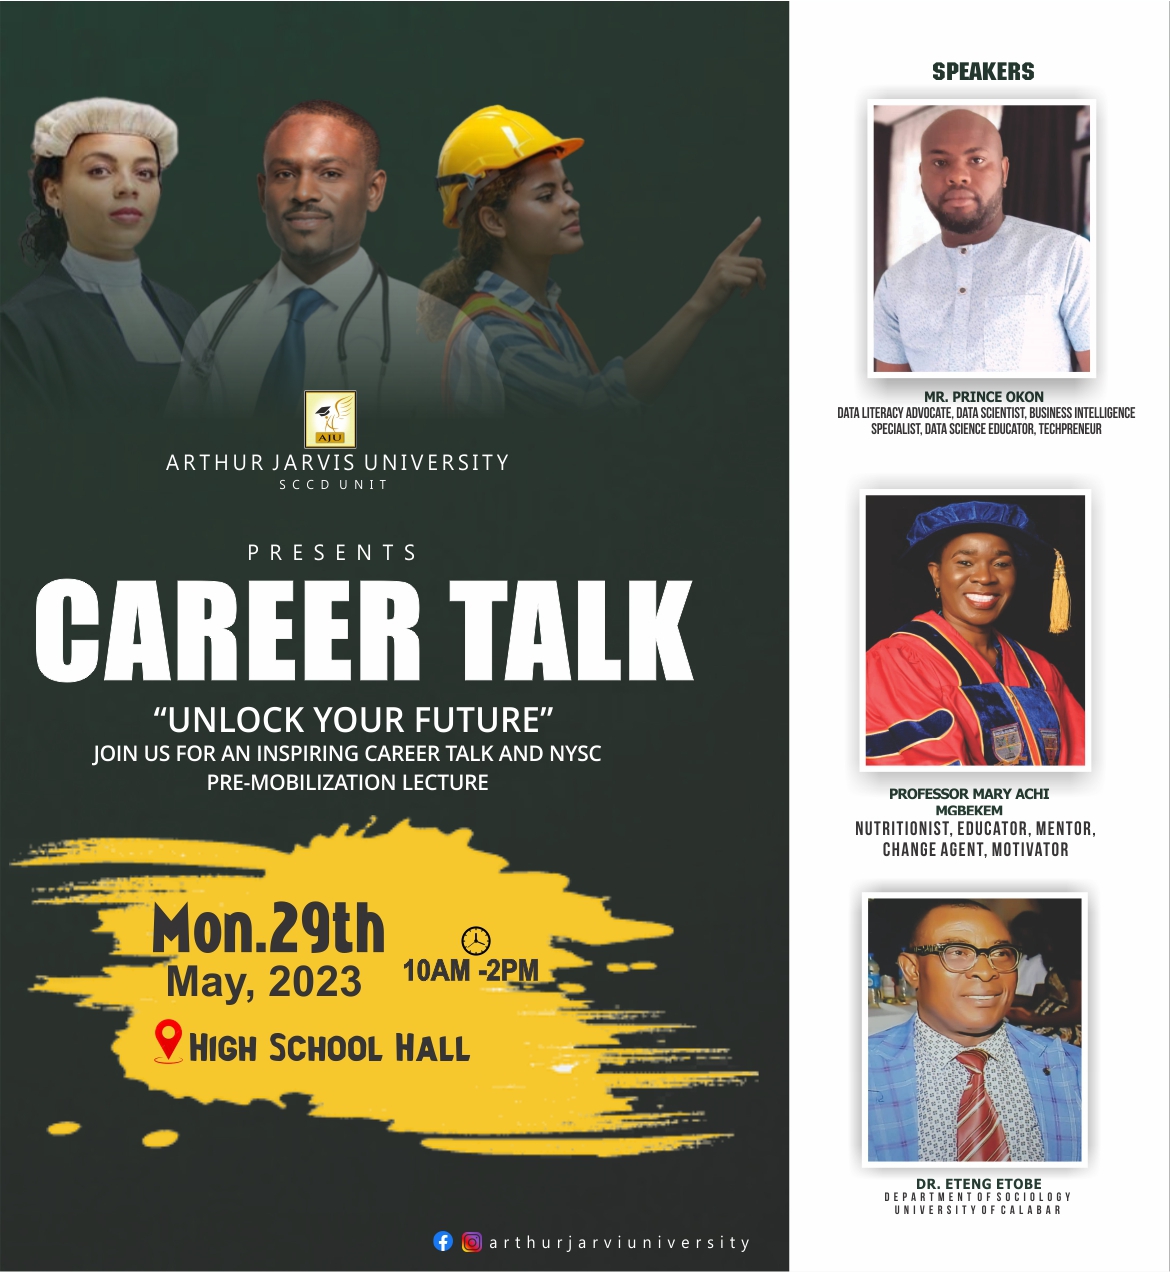 AJU
ARTHUR JARVIS UNIVERSITY
SCCD UNIT
PRESENTS
CAREER TALK
“UNLOCK YOUR FUTURE”
JOIN US FOR AN INSPIRING CAREER TALK AND NYSC
PRE-MOBILIZATION LECTURE
Mon.29th
May, 2023
10AM -2PM
High School Hall
arthurjarviuniversity
SPEAKERS
MR. PRINCE OKON
DATA LITERACY ADVOCATE, DATA SCIENTIST, BUSINESS INTELLIGENCE
SPECIALIST, DATA SCIENCE EDUCATOR, TECHPRENEUR
PROFESSOR MARY ACHI
MGBEKEM
NUTRITIONIST, EDUCATOR, MENTOR,
CHANGE AGENT, MOTIVATOR
DR. ETENG ETOBE
DEPARTMENT OF SOCIOLOGY
UNIVERSITY OF CALABAR